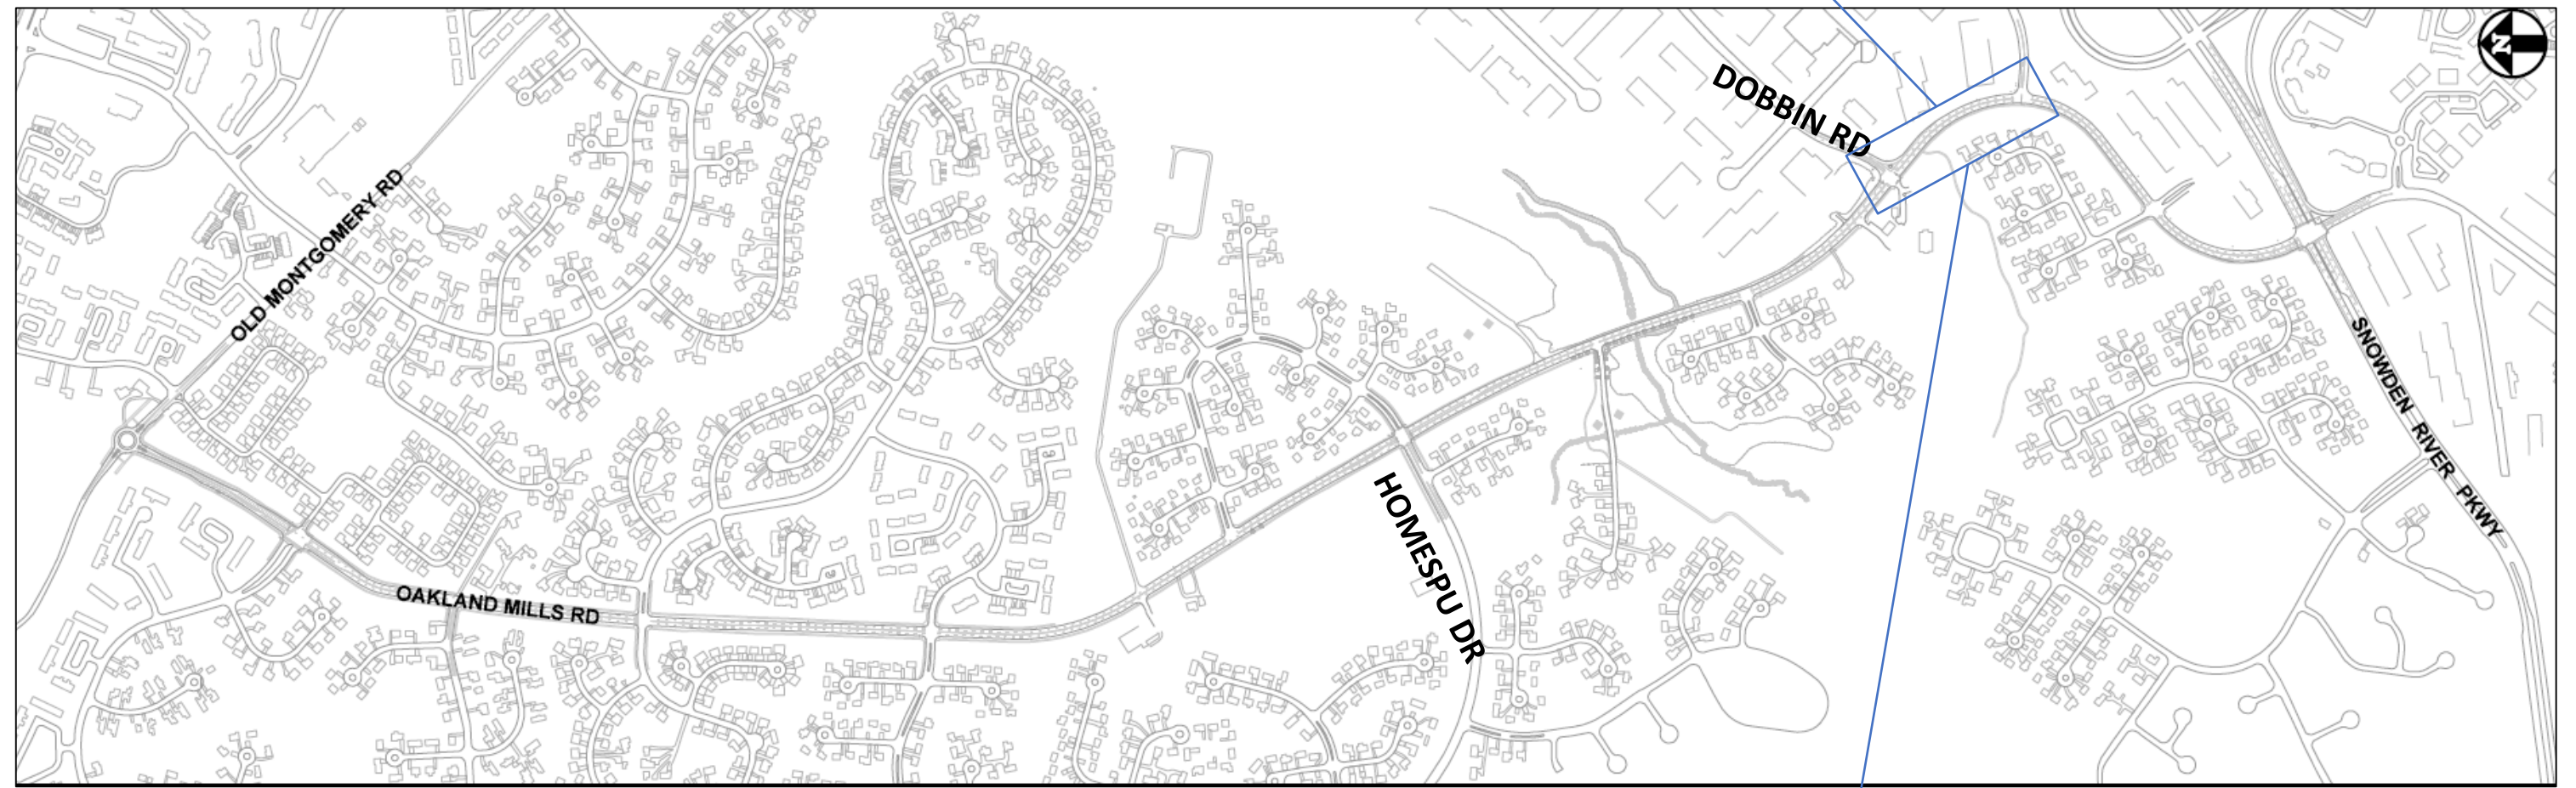 DOBBIN RD
N
OLD MONTGOMERY RD
SNOWDEN RIVER PKWY
HOMESPU DR
OAKLAND MILLS RD